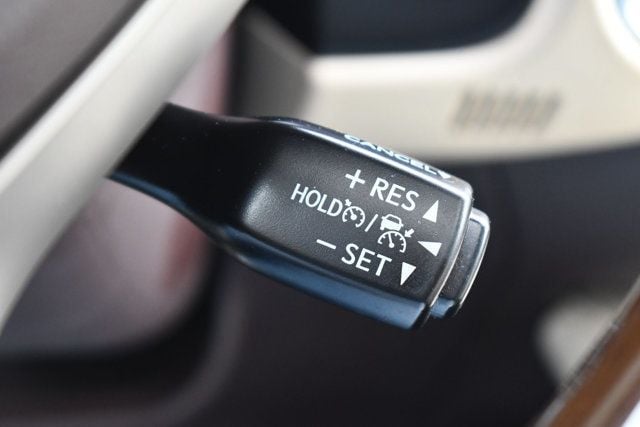 CANCEL
+ RES ▲
HOLD / ◀
− SET ▼